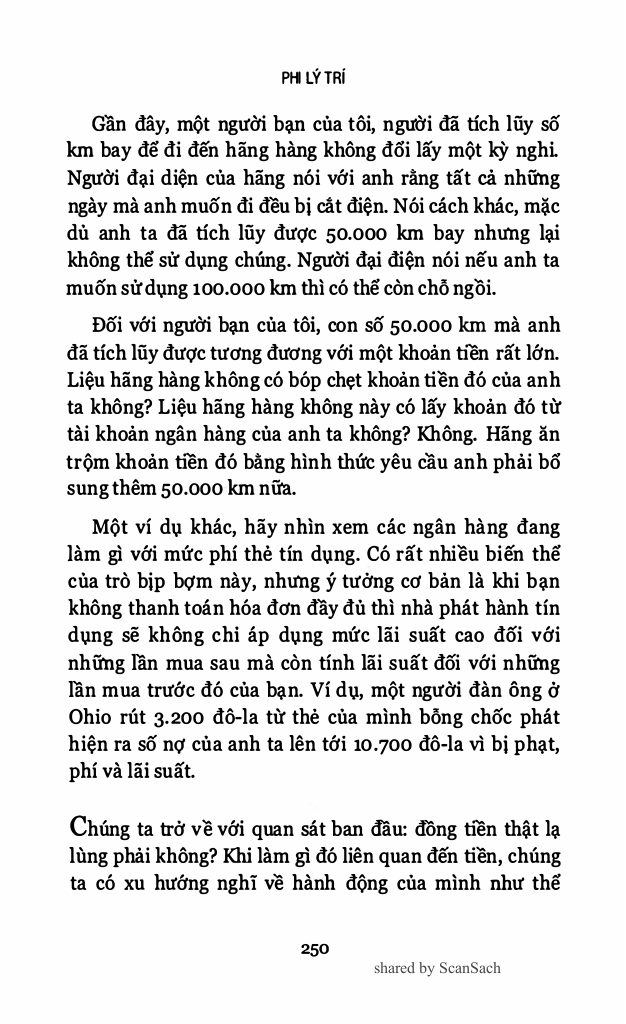 PHI LÝ TRÍ
Gần đây, một người bạn của tôi, người đã tích lũy số
km bay để đi đến hãng hàng không đổi lấy một kỳ nghỉ.
Người đại diện của hãng nói với anh rằng tất cả những
ngày mà anh muốn đi đều bị cắt điện. Nói cách khác, mặc
dù anh ta đã tích lũy được 50.000 km bay nhưng lại
không thể sử dụng chúng. Người đại điện nói nếu anh ta
muốn sử dụng 100.000 km thì có thể còn chỗ ngồi.
Đối với người bạn của tôi, con số 50.000 km mà anh
đã tích lũy được tương đương với một khoản tiền rất lớn.
Liệu hãng hàng không có bóp chẹt khoản tiền đó của anh
ta không? Liệu hãng hàng không này có lấy khoản đó từ
tài khoản ngân hàng của anh ta không? Không. Hãng ăn
trộm khoản tiền đó bằng hình thức yêu cầu anh phải bổ
sung thêm 50.000 km nữa.
Một ví dụ khác, hãy nhìn xem các ngân hàng đang
làm gì với mức phí thẻ tín dụng. Có rất nhiều biến thể
của trò bịp bợm này, nhưng ý tưởng cơ bản là khi bạn
không thanh toán hóa đơn đầy đủ thì nhà phát hành tín
dụng sẽ không chỉ áp dụng mức lãi suất cao đối với
những lần mua sau mà còn tính lãi suất đối với những
lần mua trước đó của bạn. Ví dụ, một người đàn ông ở
Ohio rút 3.200 đô-la từ thẻ của mình bỗng chốc phát
hiện ra số nợ của anh ta lên tới 10.700 đô-la vì bị phạt,
phí và lãi suất.
Chúng ta trở về với quan sát ban đầu: đồng tiền thật lạ
lùng phải không? Khi làm gì đó liên quan đến tiền, chúng
ta có xu hướng nghĩ về hành động của mình như thể
250
shared by ScanSach